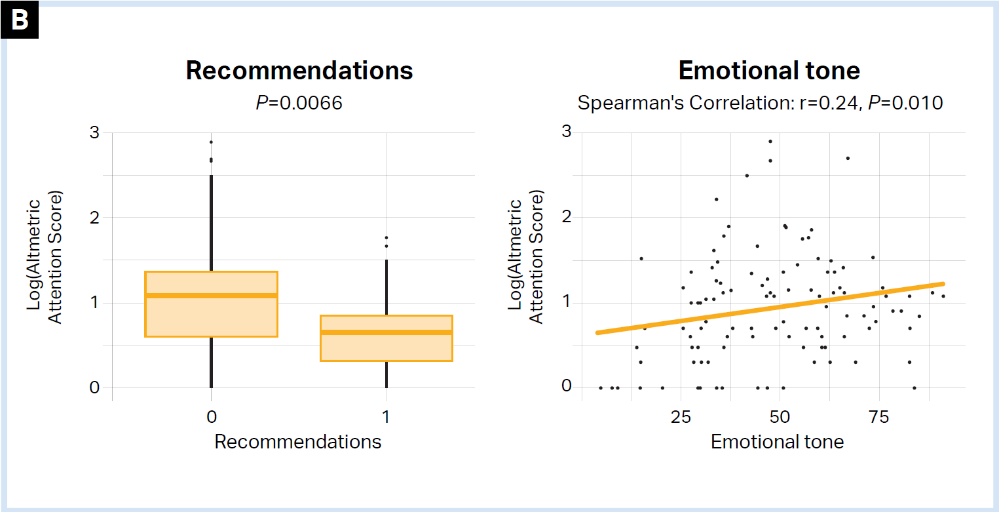 B
Recommendations
P=0.0066
3
2
1
0
Log(Altmetric
Attention Score)
0
1
Recommendations
Emotional tone
Spearman's Correlation: r=0.24, P=0.010
3
2
1
0
Log(Altmetric
Attention Score)
25
50
75
Emotional tone